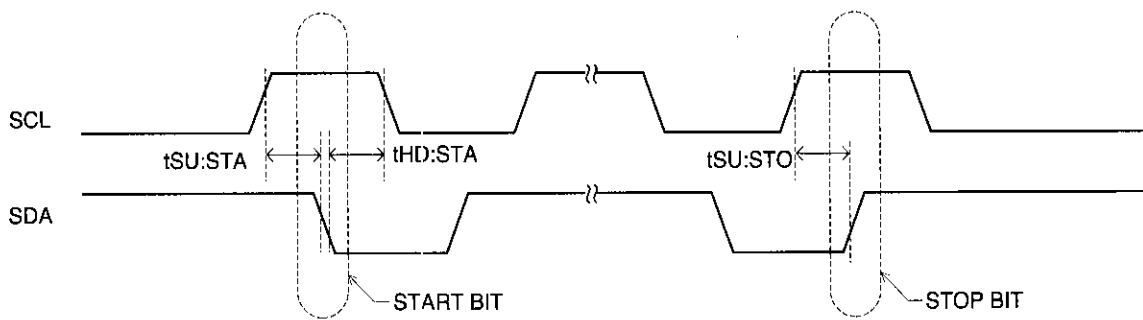 SCL
tSU:STA
tHD:STA
tSU:STO
SDA
START BIT
STOP BIT